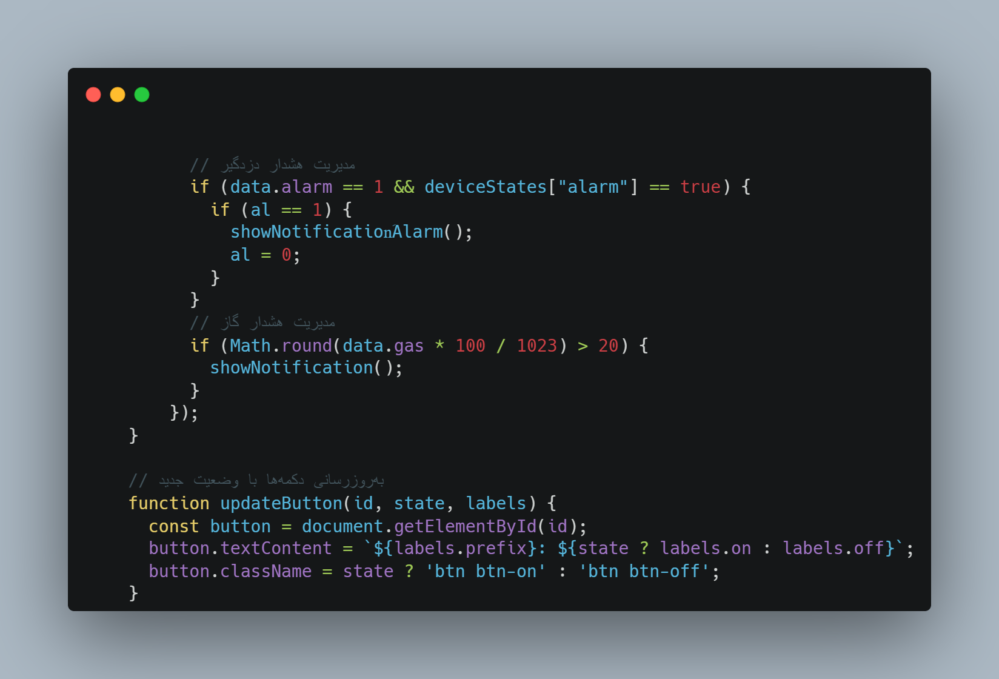 // مدیریت هشدار دزدگیر
if (data.alarm == 1 && deviceStates["alarm"] == true) {
if (al == 1) {
showNotificatioń‌Alarm();
al = 0;
}
}
// مدیریت هشدار گاز
if (Math.round(data.gas * 100 / 1023) > 20) {
showNotification();
}
});
}
// به‌روزرسانی دکمه‌ها با وضعیت جدید
function updateButton(id, state, labels) {
const button = document.getElementById(id);
button.textContent = `${labels.prefix}: ${state ? labels.on : labels.off}`;
button.className = state ? 'btn btn-on' : 'btn btn-off';
}